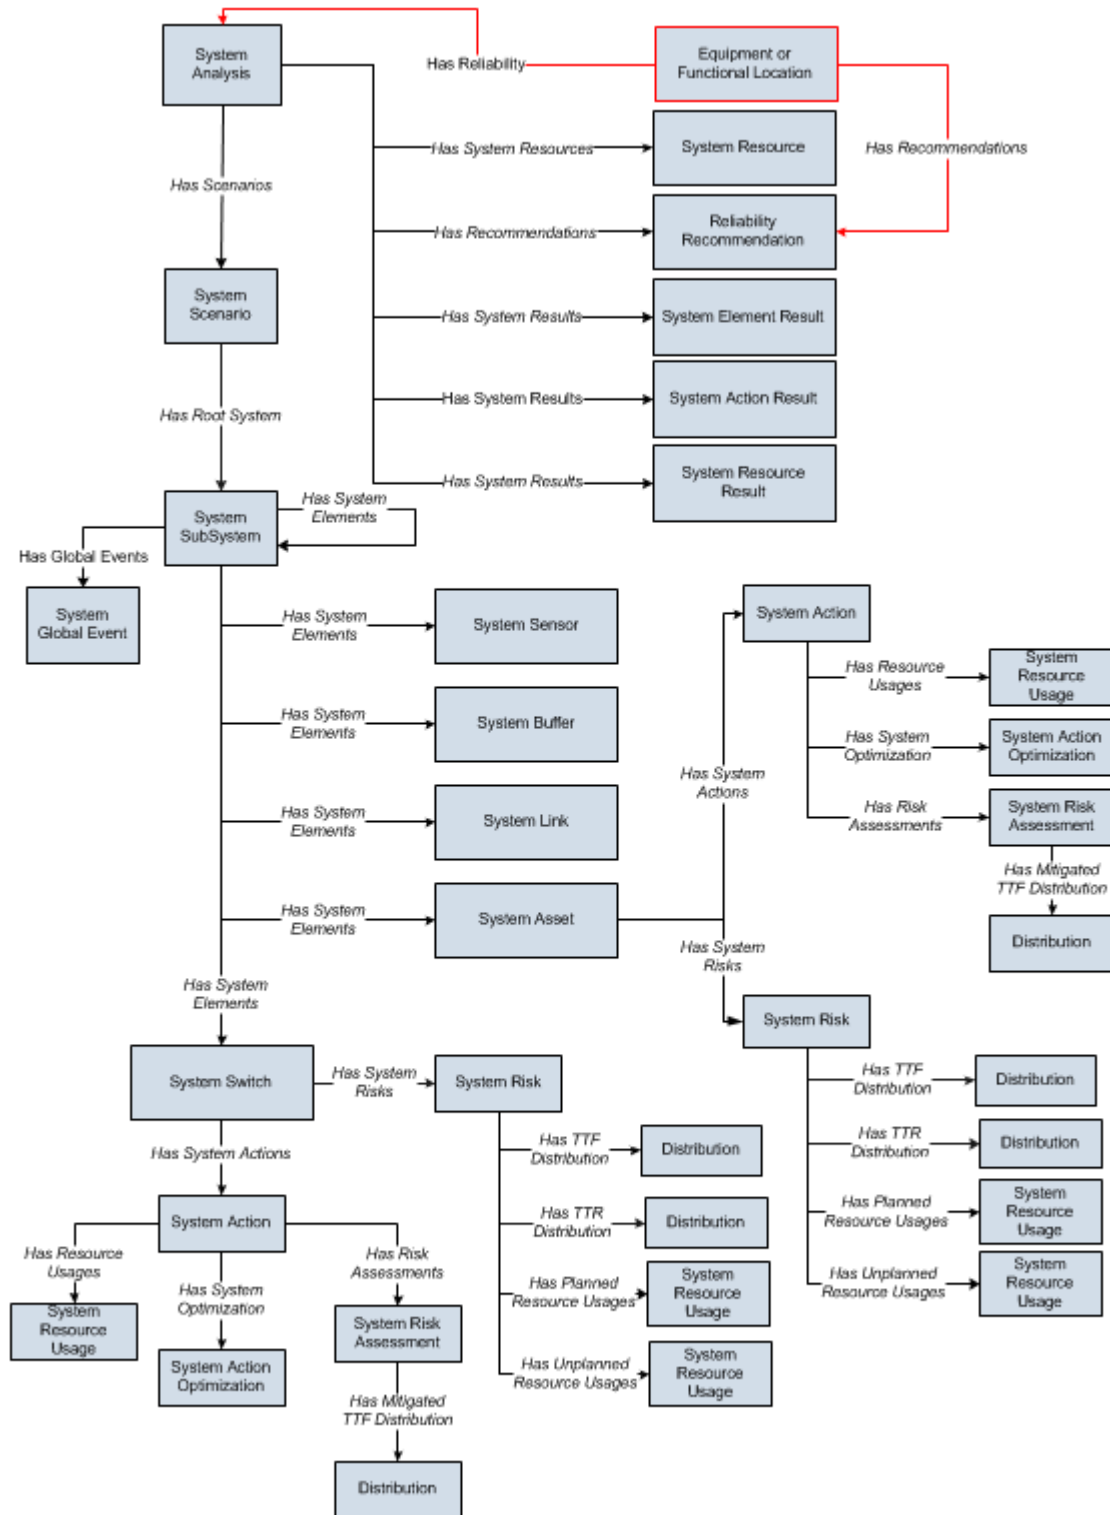 System
Analysis
Has Reliability
Equipment or
Functional Location
Has System Resources
System Resource
Has Recommendations
Has Scenarios
Has Recommendations
Reliability
Recommendation
System
Scenario
Has System Results
System Element Result
Has Root System
Has System Results
System Action Result
Has System Results
System Resource
Result
System
SubSystem
Has System
Elements
Has Global Events
System
Global Event
Has System
Elements
System Sensor
Has System
Elements
System Buffer
Has System
Elements
System Link
Has System
Elements
System Asset
Has System
Actions
System Action
Has Resource
Usages
System
Resource
Usage
Has System
Optimization
System Action
Optimization
Has Risk
Assessments
System Risk
Assessment
Has Mitigated
TTF Distribution
Distribution
Has System
Risks
System Risk
Has TTF
Distribution
Distribution
Has TTR
Distribution
Distribution
Has Planned
Resource Usages
System
Resource
Usage
Has Unplanned
Resource Usages
System
Resource
Usage
Has System
Elements
System Switch
Has System
Risks
System Risk
Has TTF
Distribution
Distribution
Has TTR
Distribution
Distribution
Has Planned
Resource Usages
System
Resource
Usage
Has Unplanned
Resource Usages
System
Resource
Usage
Has System Actions
System Action
Has Resource
Usages
System
Resource
Usage
Has System
Optimization
System Action
Optimization
Has Risk
Assessments
System Risk
Assessment
Has Mitigated
TTF Distribution
Distribution